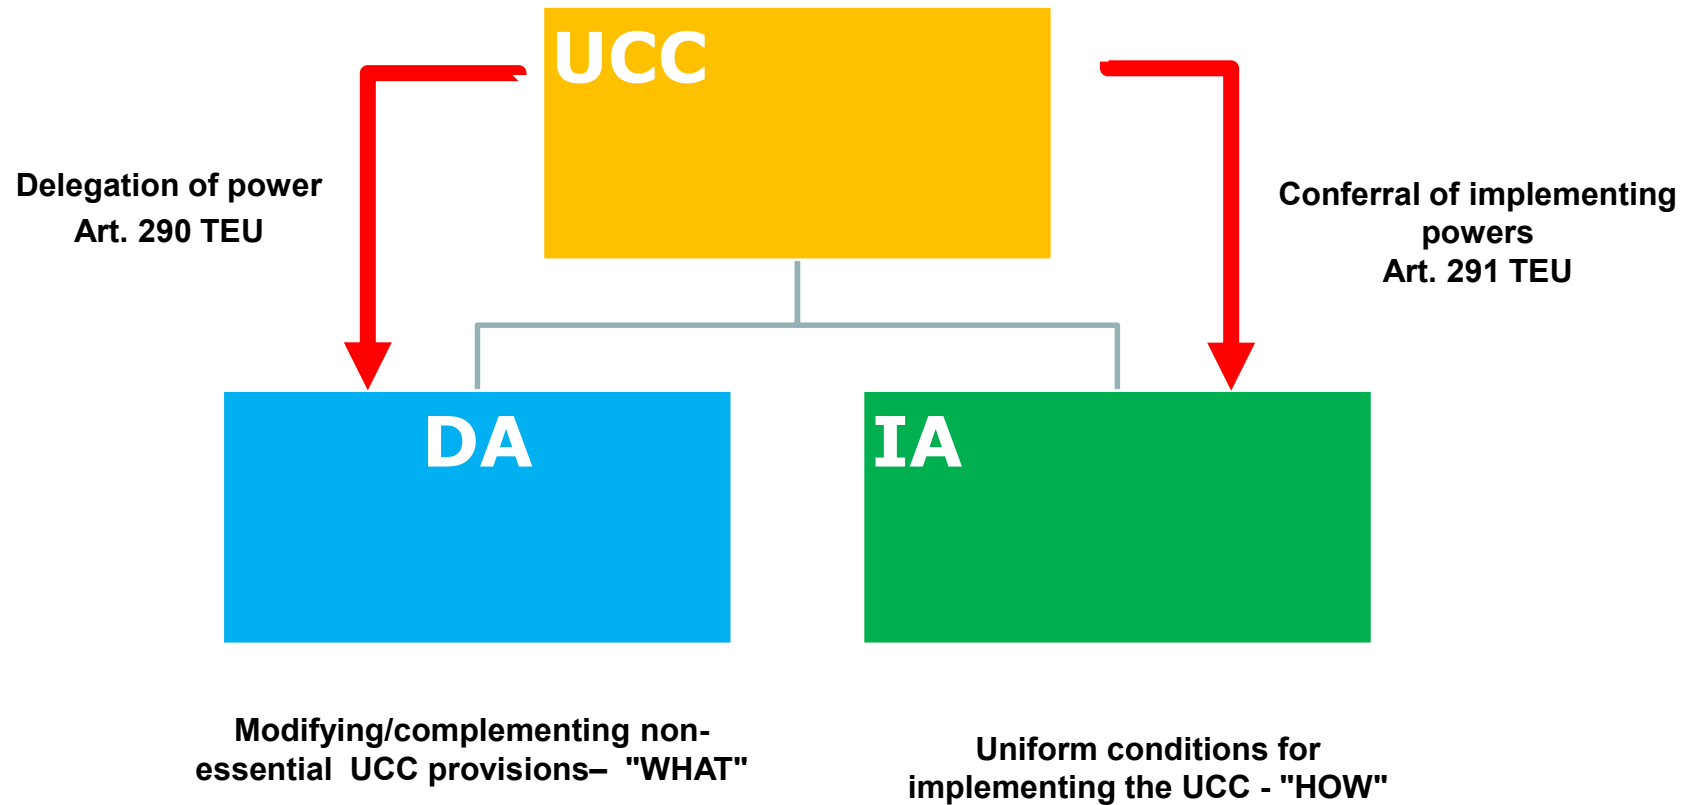 UCC
Delegation of power
Art. 290 TEU
Conferral of implementing
powers
Art. 291 TEU
DA
IA
Modifying/complementing non-
essential  UCC provisions–  "WHAT"
Uniform conditions for
implementing the UCC - "HOW"